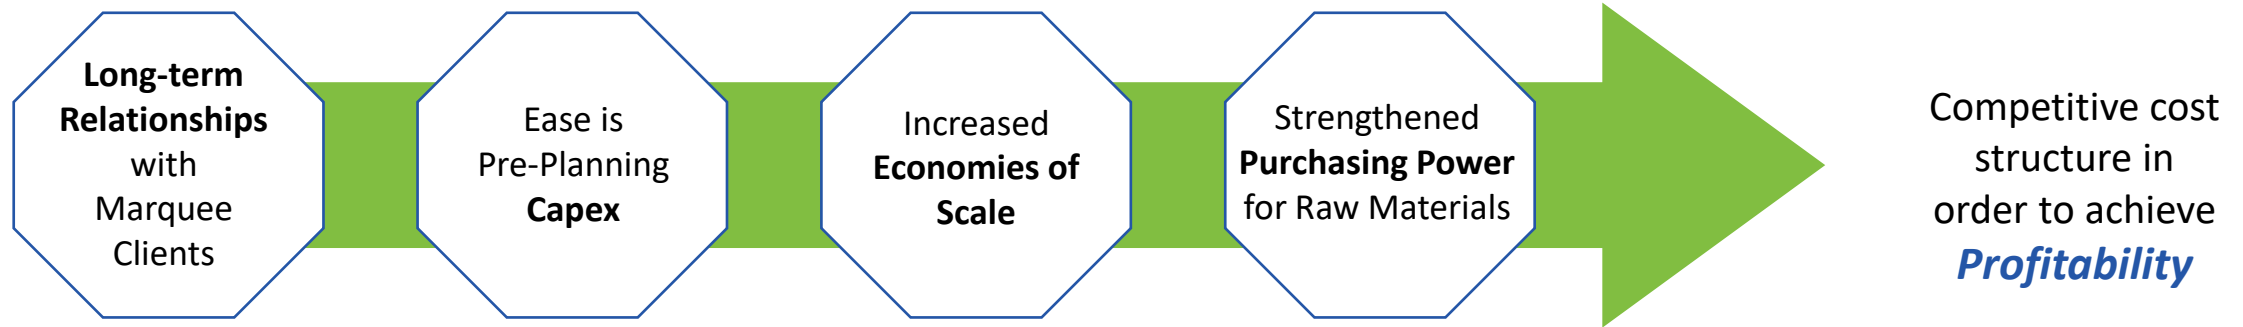 Long-term
Relationships
with
Marquee
Clients
Ease is
Pre-Planning
Capex
Increased
Economies of
Scale
Strengthened
Purchasing Power
for Raw Materials
Competitive cost
structure in
order to achieve
Profitability